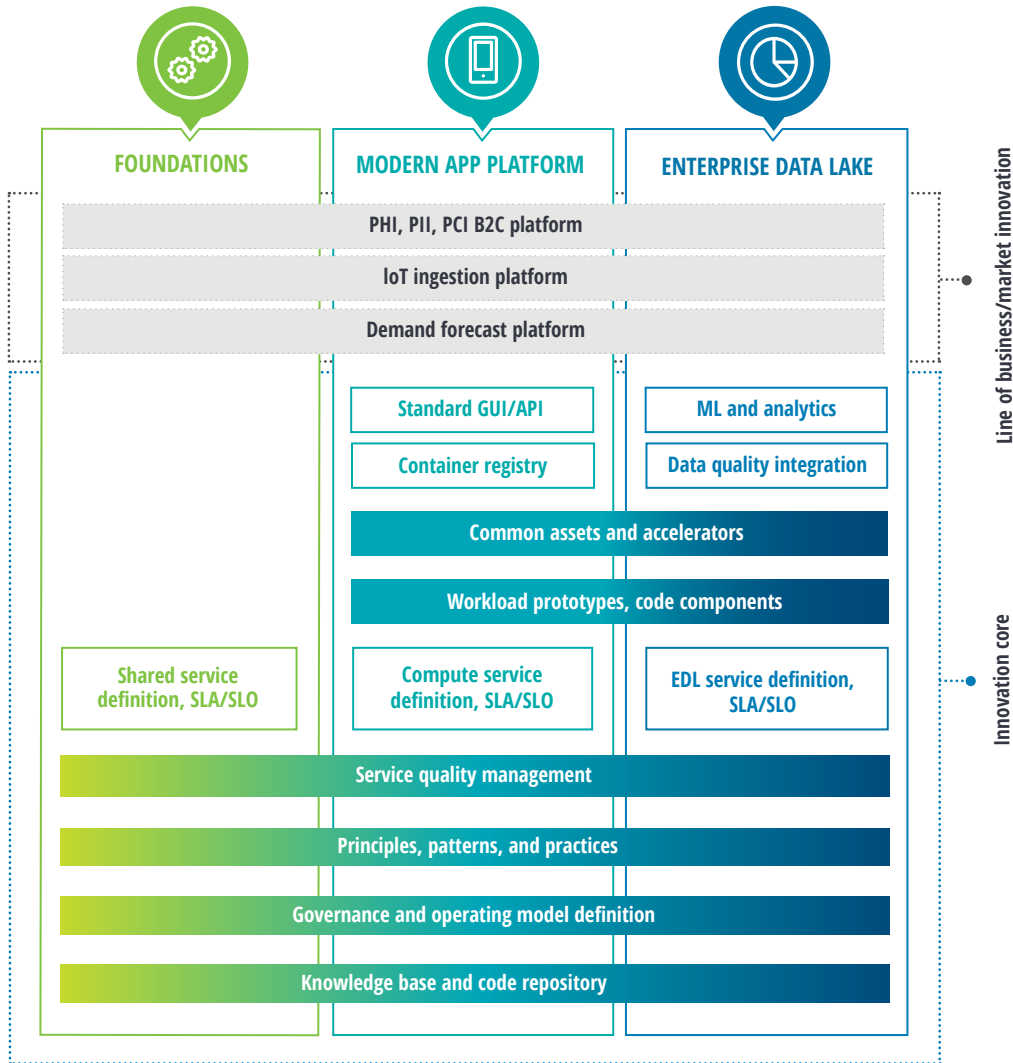 FOUNDATIONS
MODERN APP PLATFORM
ENTERPRISE DATA LAKE
PHI, PII, PCI B2C platform
IoT ingestion platform
Demand forecast platform
Line of business/market innovation
Standard GUI/API
ML and analytics
Container registry
Data quality integration
Common assets and accelerators
Workload prototypes, code components
Shared service
definition, SLA/SLO
Compute service
definition, SLA/SLO
EDL service definition,
SLA/SLO
Innovation core
Service quality management
Principles, patterns, and practices
Governance and operating model definition
Knowledge base and code repository